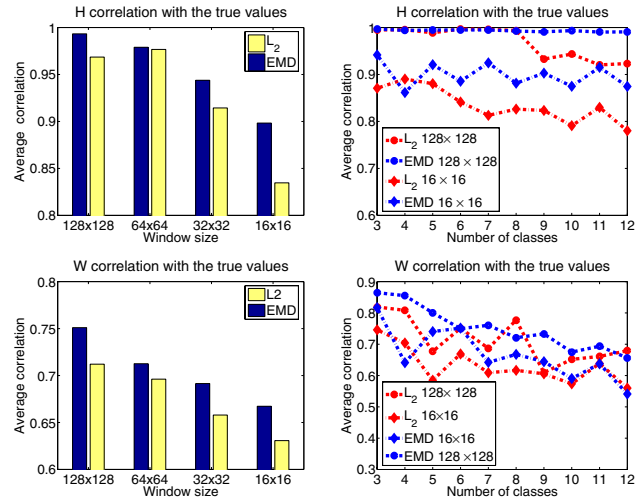 H correlation with the true values
1
0.95
0.9
0.85
0.8
Average correlation
L2
EMD
128x128 64x64 32x32 16x16
Window size
H correlation with the true values
1
0.9
0.8
0.7
0.6
Average correlation
L2 128× 128
EMD 128 × 128
L2 16 × 16
EMD 16 × 16
3 4 5 6 7 8 9 10 11 12
Number of classes
W correlation with the true values
0.8
0.75
0.7
0.65
0.6
Average correlation
L2
EMD
128x128 64x64 32x32 16x16
Window size
W correlation with the true values
0.9
0.8
0.7
0.6
0.5
0.4
0.3
Average correlation
L2 128× 128
L2 16×16
EMD 16×16
EMD 128 ×128
3 4 5 6 7 8 9 10 11 12
Number of classes